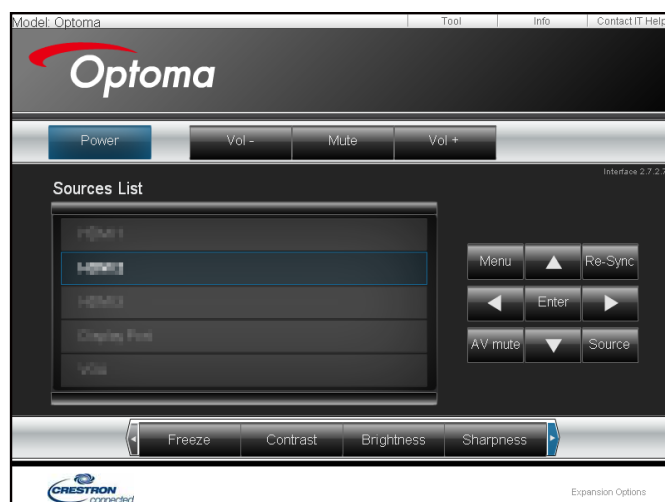 Model: Optoma
Tool Info Contact IT Help
Optoma
Power Vol - Mute Vol +
Interface 2.7.2.7
Sources List
Menu Re-Sync
Enter
AV mute Source
Freeze Contrast Brightness Sharpness
CRESTRON connected
Expansion Options